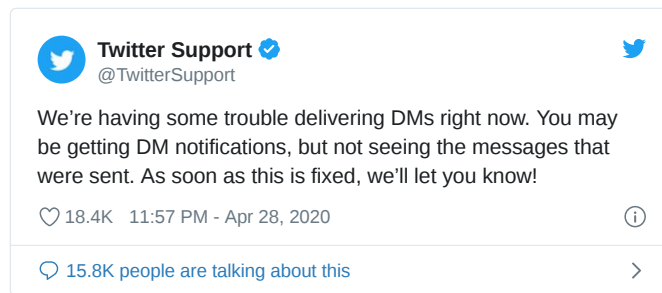 Twitter Support
@TwitterSupport
We’re having some trouble delivering DMs right now. You may
be getting DM notifications, but not seeing the messages that
were sent. As soon as this is fixed, we’ll let you know!
18.4K 11:57 PM - Apr 28, 2020
15.8K people are talking about this